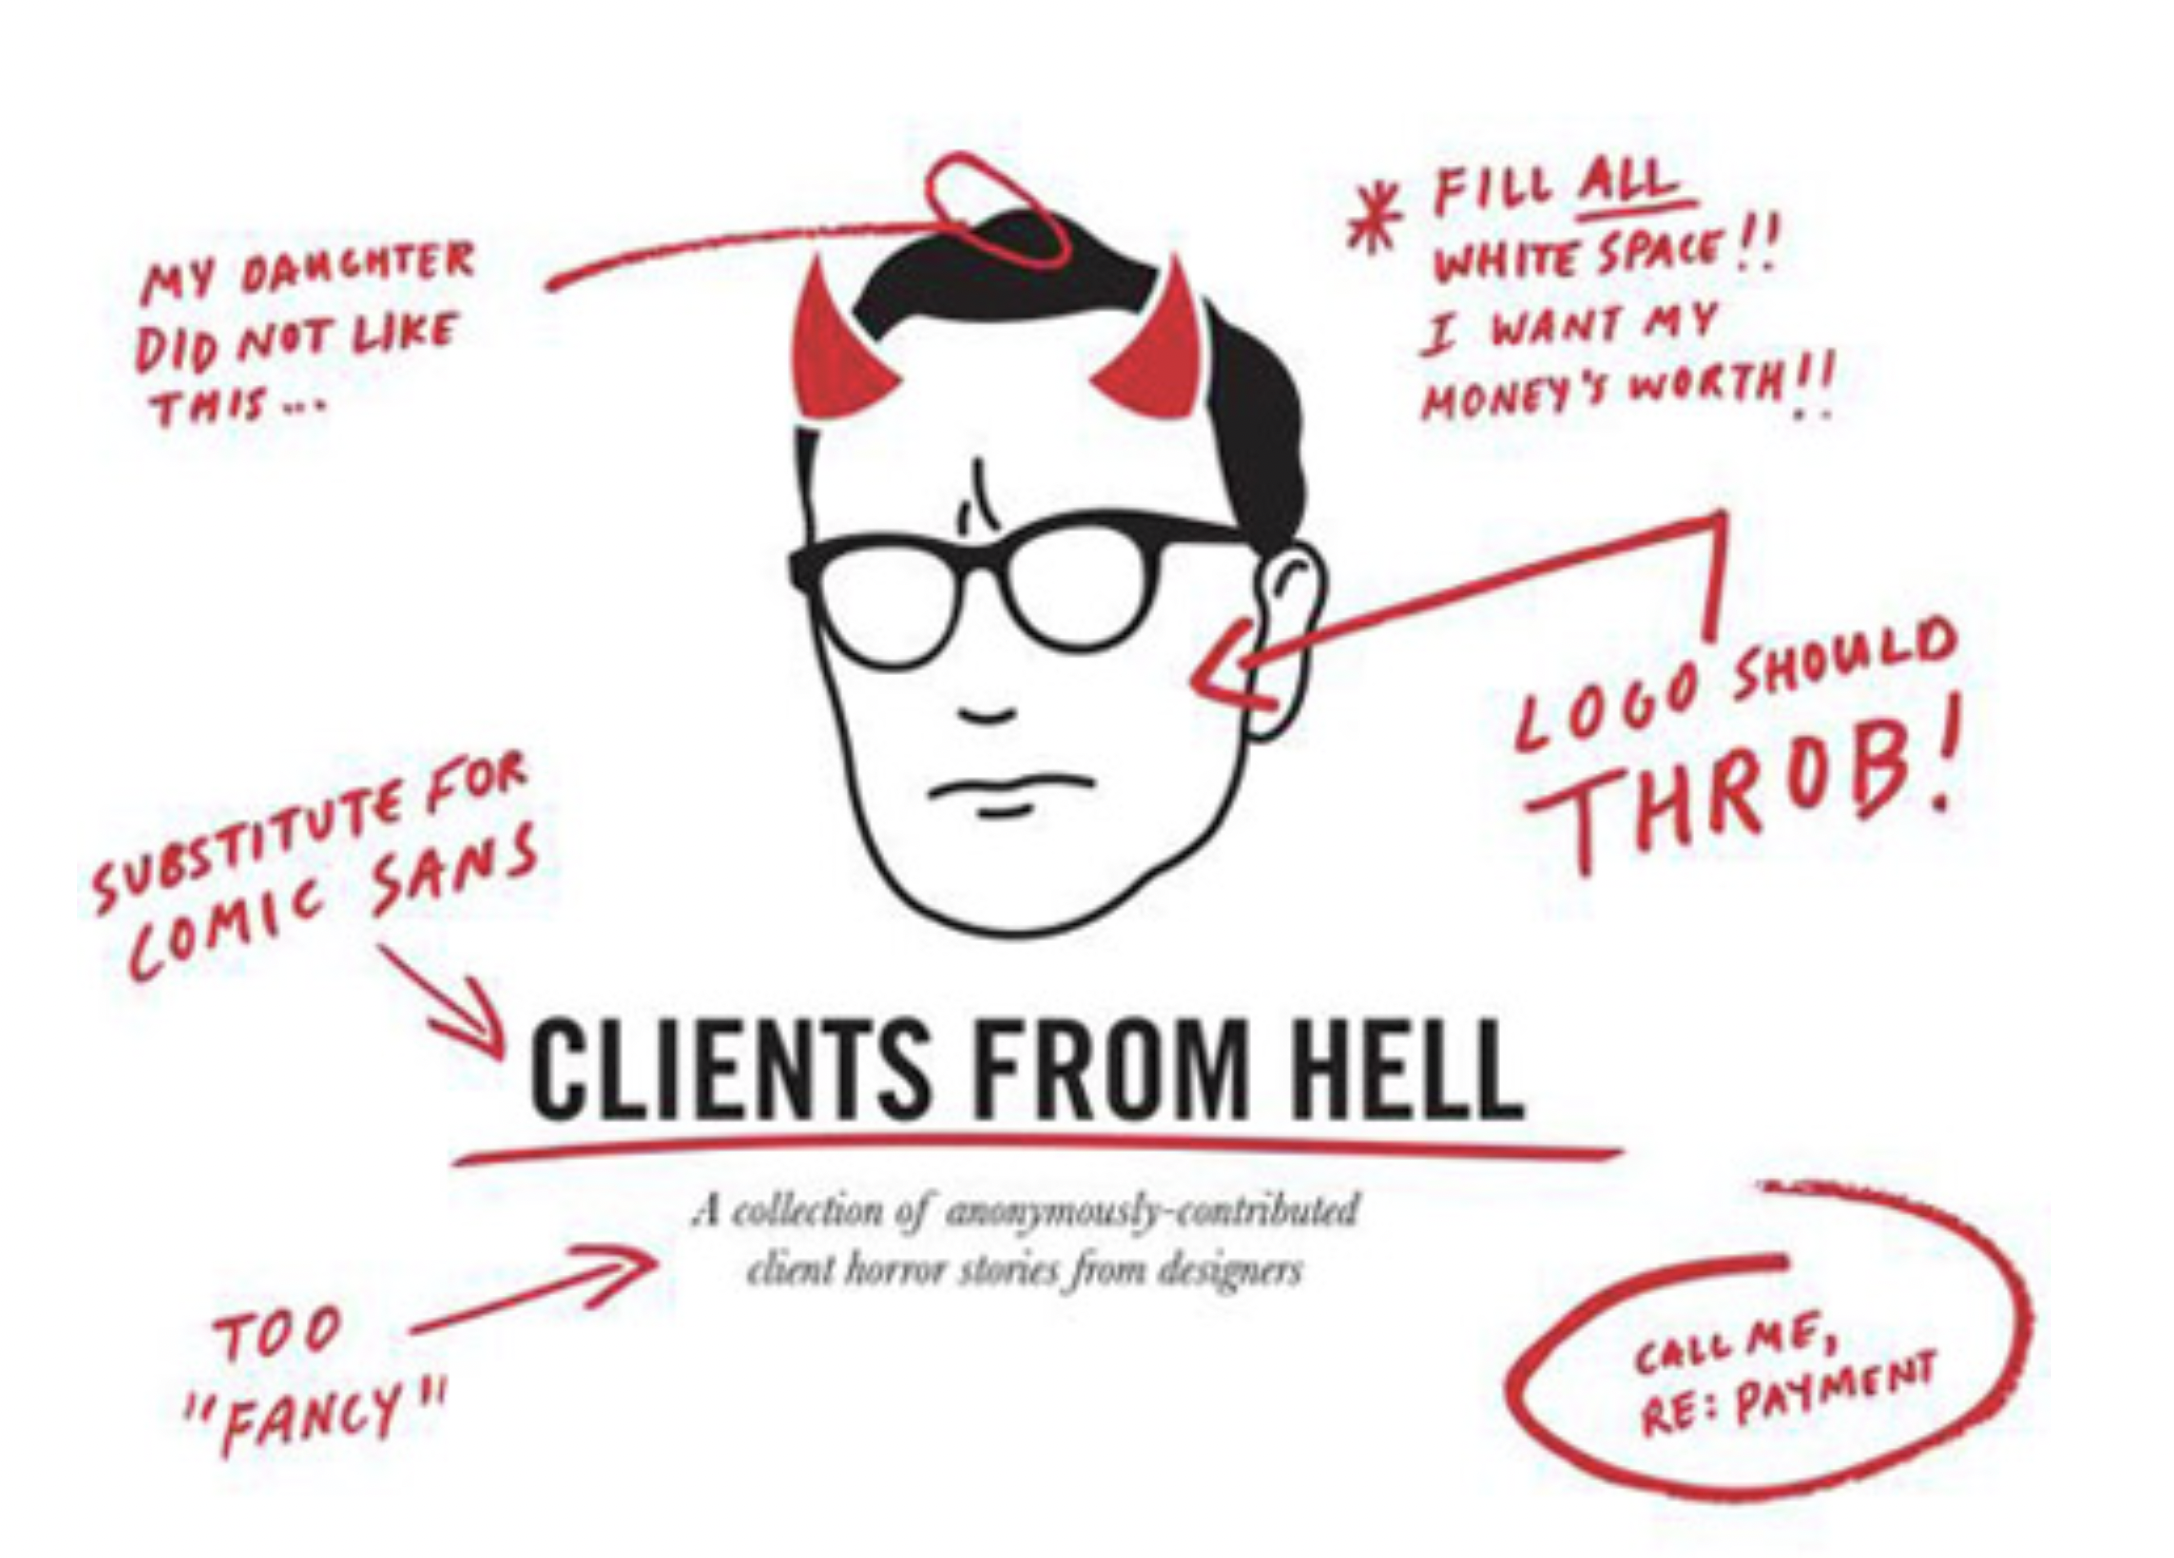 MY DAUGHTER
DID NOT LIKE
THIS...
* FILL ALL
WHITE SPACE!!
I WANT MY
MONEY'S WORTH!!
LOGO SHOULD
THROB!
SUBSTITUTE FOR
COMIC SANS
CLIENTS FROM HELL
A collection of anonymously-contributed
client horror stories from designers
TOO
"FANCY"
CALL ME,
RE: PAYMENT